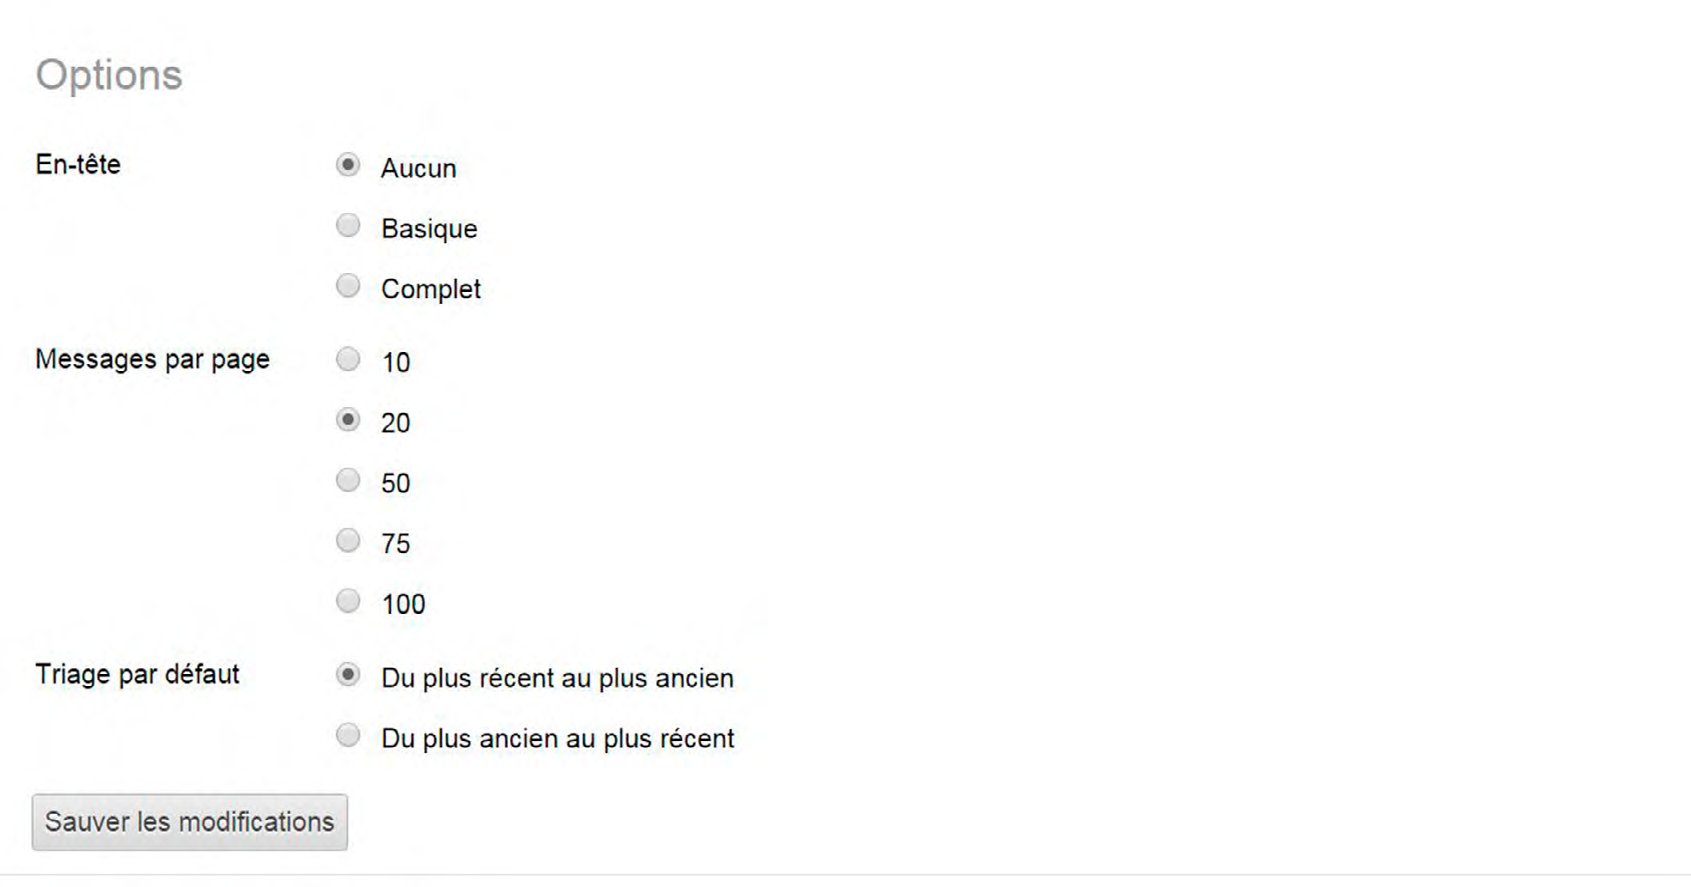 Options
En-tête
Aucun
Basique
Complet
Messages par page
10
20
50
75
100
Triage par défaut
Du plus récent au plus ancien
Du plus ancien au plus récent
Sauver les modifications